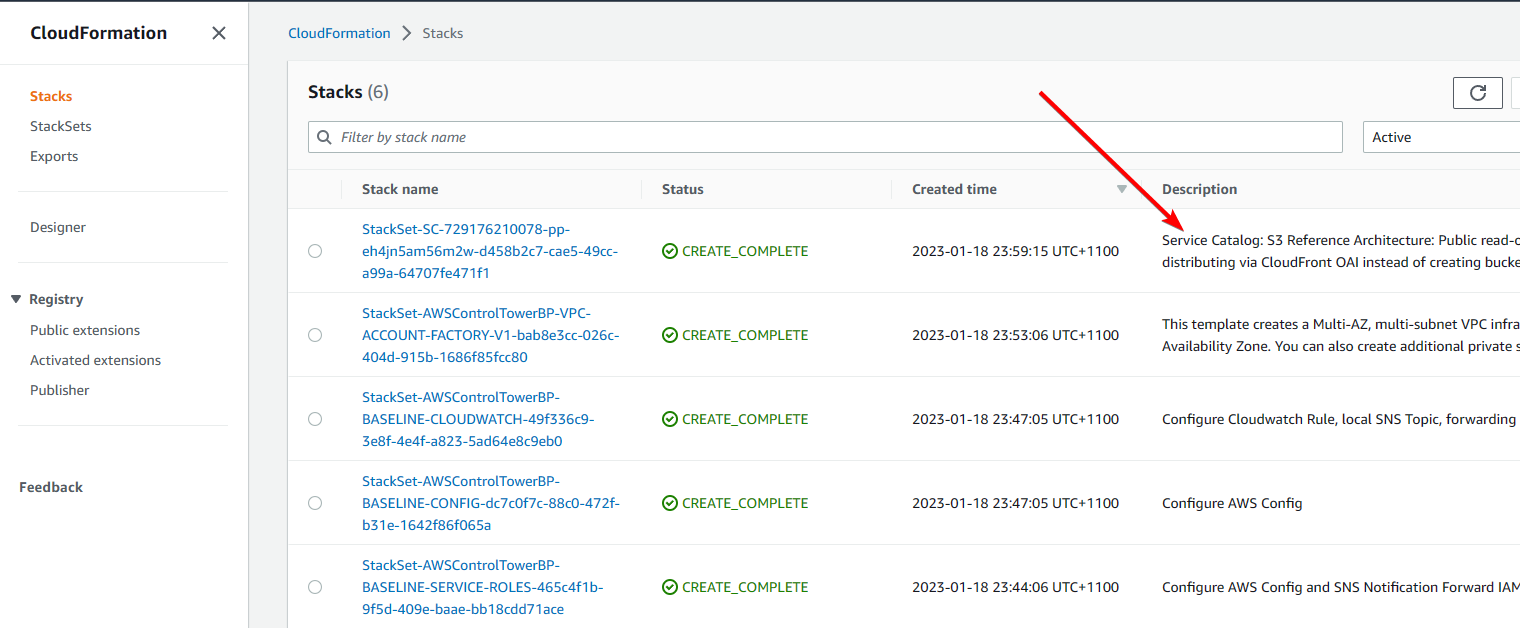 CloudFormation
Stacks
StackSets
Exports
Designer
Registry
Public extensions
Activated extensions
Publisher
Feedback
CloudFormation > Stacks
Stacks (6)
Filter by stack name
Active
Stack name Status Created time Description
StackSet-SC-729176210078-pp-
eh4jn5am56m2w-d458b2c7-cae5-49cc-
a99a-64707fe471f1
CREATE_COMPLETE
2023-01-18 23:59:15 UTC+1100
Service Catalog: S3 Reference Architecture: Public read-o
distributing via CloudFront OAI instead of creating bucke
StackSet-AWSControlTowerBP-VPC-
ACCOUNT-FACTORY-V1-bab8e3cc-026c-
404d-915b-1686f85fcc80
CREATE_COMPLETE
2023-01-18 23:53:06 UTC+1100
This template creates a Multi-AZ, multi-subnet VPC infra
Availability Zone. You can also create additional private s
StackSet-AWSControlTowerBP-
BASELINE-CLOUDWATCH-49f336c9-
3e8f-4e4f-a823-5ad64e8c9eb0
CREATE_COMPLETE
2023-01-18 23:47:05 UTC+1100
Configure Cloudwatch Rule, local SNS Topic, forwarding
StackSet-AWSControlTowerBP-
BASELINE-CONFIG-dc7c0f7c-88c0-472f-
b31e-1642f86f065a
CREATE_COMPLETE
2023-01-18 23:47:05 UTC+1100
Configure AWS Config
StackSet-AWSControlTowerBP-
BASELINE-SERVICE-ROLES-465c4f1b-
9f5d-409e-baae-bb18cdd71ace
CREATE_COMPLETE
2023-01-18 23:44:06 UTC+1100
Configure AWS Config and SNS Notification Forward IAM